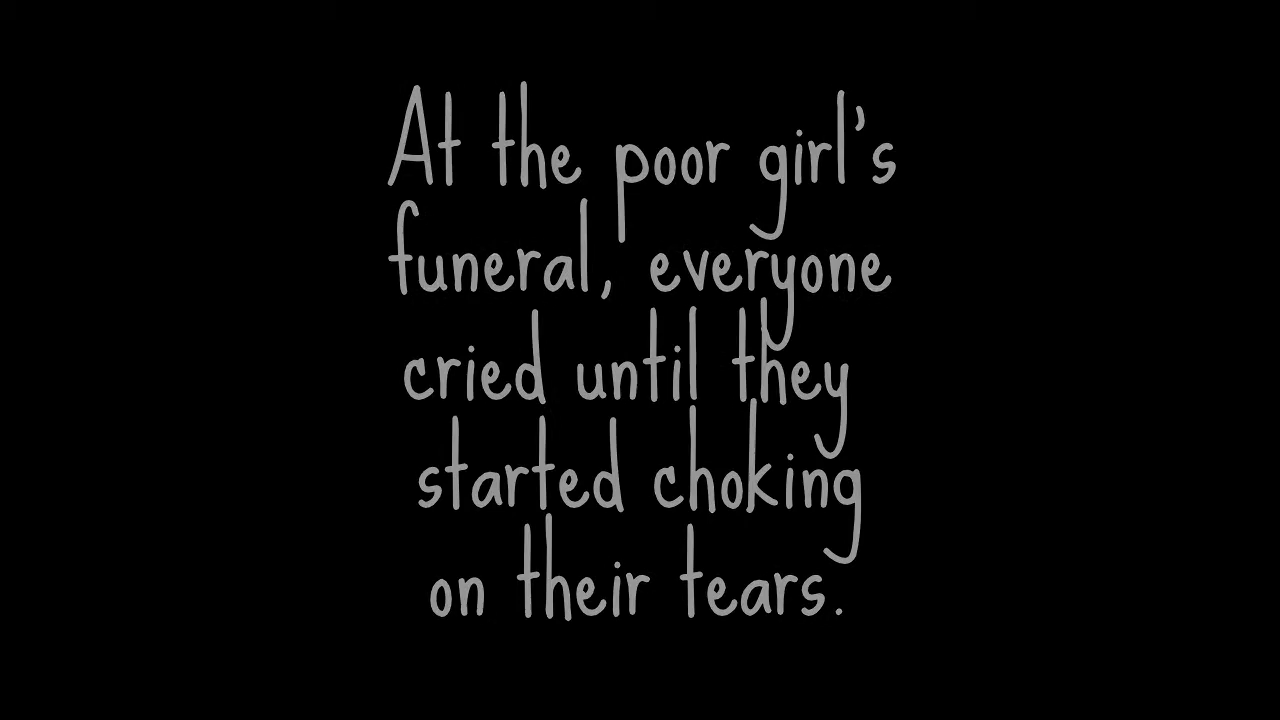 At the poor girl's
funeral, everyone
cried until they
started choking
on their tears.